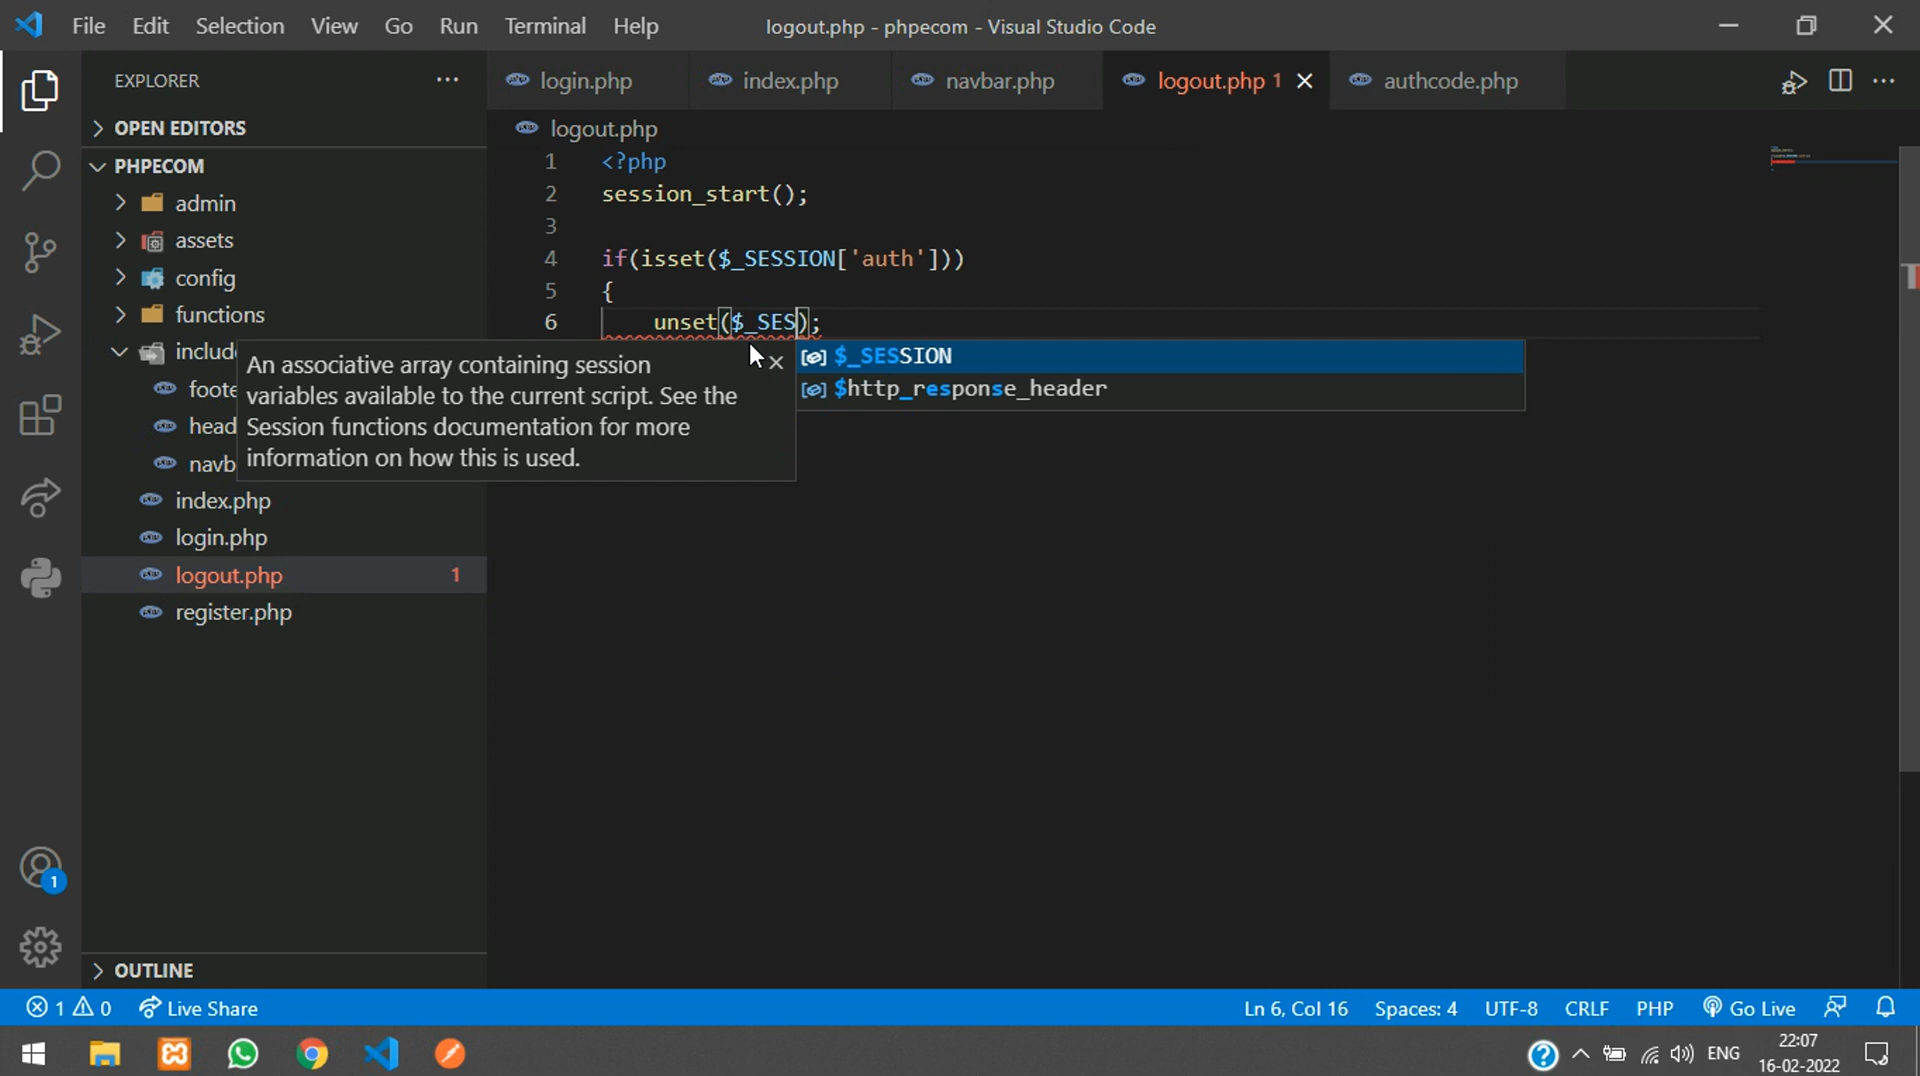 File Edit Selection View Go Run Terminal Help logout.php - phpecom - Visual Studio Code
EXPLORER
login.php index.php navbar.php logout.php 1 authcode.php
OPEN EDITORS
logout.php
PHPECOM
1 <?php
admin
2 session_start();
assets
3
config
4 if(isset($_SESSION['auth']))
5 {
functions
6 unset($_SES);
includ
$_SESSION
$http_response_header
An associative array containing session
variables available to the current script. See the
Session functions documentation for more
information on how this is used.
foote
head
navb
index.php
login.php
logout.php 1
register.php
1
OUTLINE
1 0 Live Share Ln 6, Col 16 Spaces: 4 UTF-8 CRLF PHP Go Live
ENG 22:07
16-02-2022